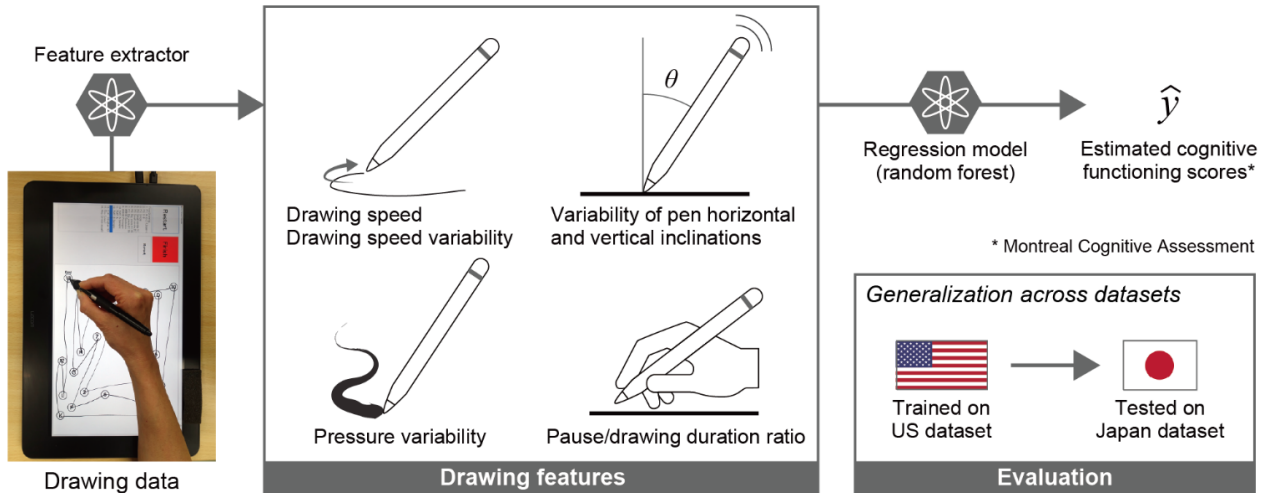 Feature extractor
Drawing data
Restart
Finish
θ
Drawing speed
Drawing speed variability
Variability of pen horizontal
and vertical inclinations
Pressure variability
Pause/drawing duration ratio
Drawing features
Regression model
(random forest)
ŷ
Estimated cognitive
functioning scores*
* Montreal Cognitive Assessment
Generalization across datasets
Trained on
US dataset
Tested on
Japan dataset
Evaluation